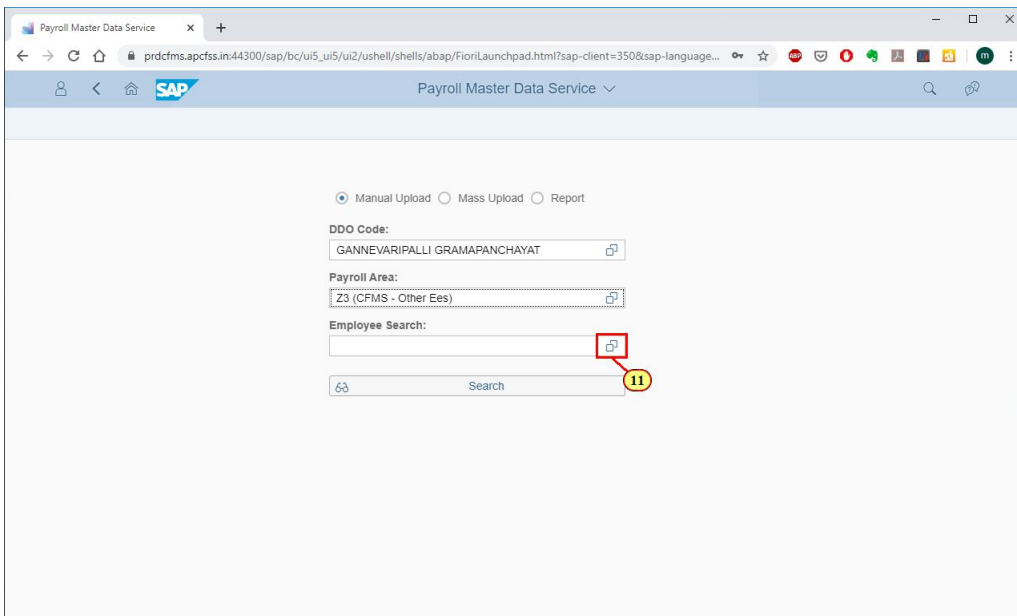 Payroll Master Data Service
prdcfms.apcfss.in:44300/sap/bc/ui5_ui5/ui2/ushell/shells/abap/FioriLaunchpad.html?sap-client=350&sap-language...
ABP
m
SAP
Payroll Master Data Service
Manual Upload Mass Upload Report
DDO Code:
GANNEVARIPALLI GRAMAPANCHAYAT
Payroll Area:
Z3 (CFMS - Other Ees)
Employee Search:
11
Search